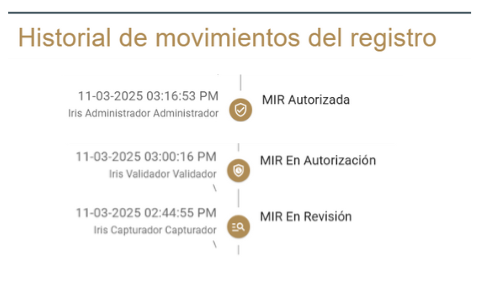 Historial de movimientos del registro
11-03-2025 03:16:53 PM
Iris Administrador Administrador
MIR Autorizada
11-03-2025 03:00:16 PM
Iris Validador Validador
MIR En Autorización
11-03-2025 02:44:55 PM
Iris Capturador Capturador
MIR En Revisión